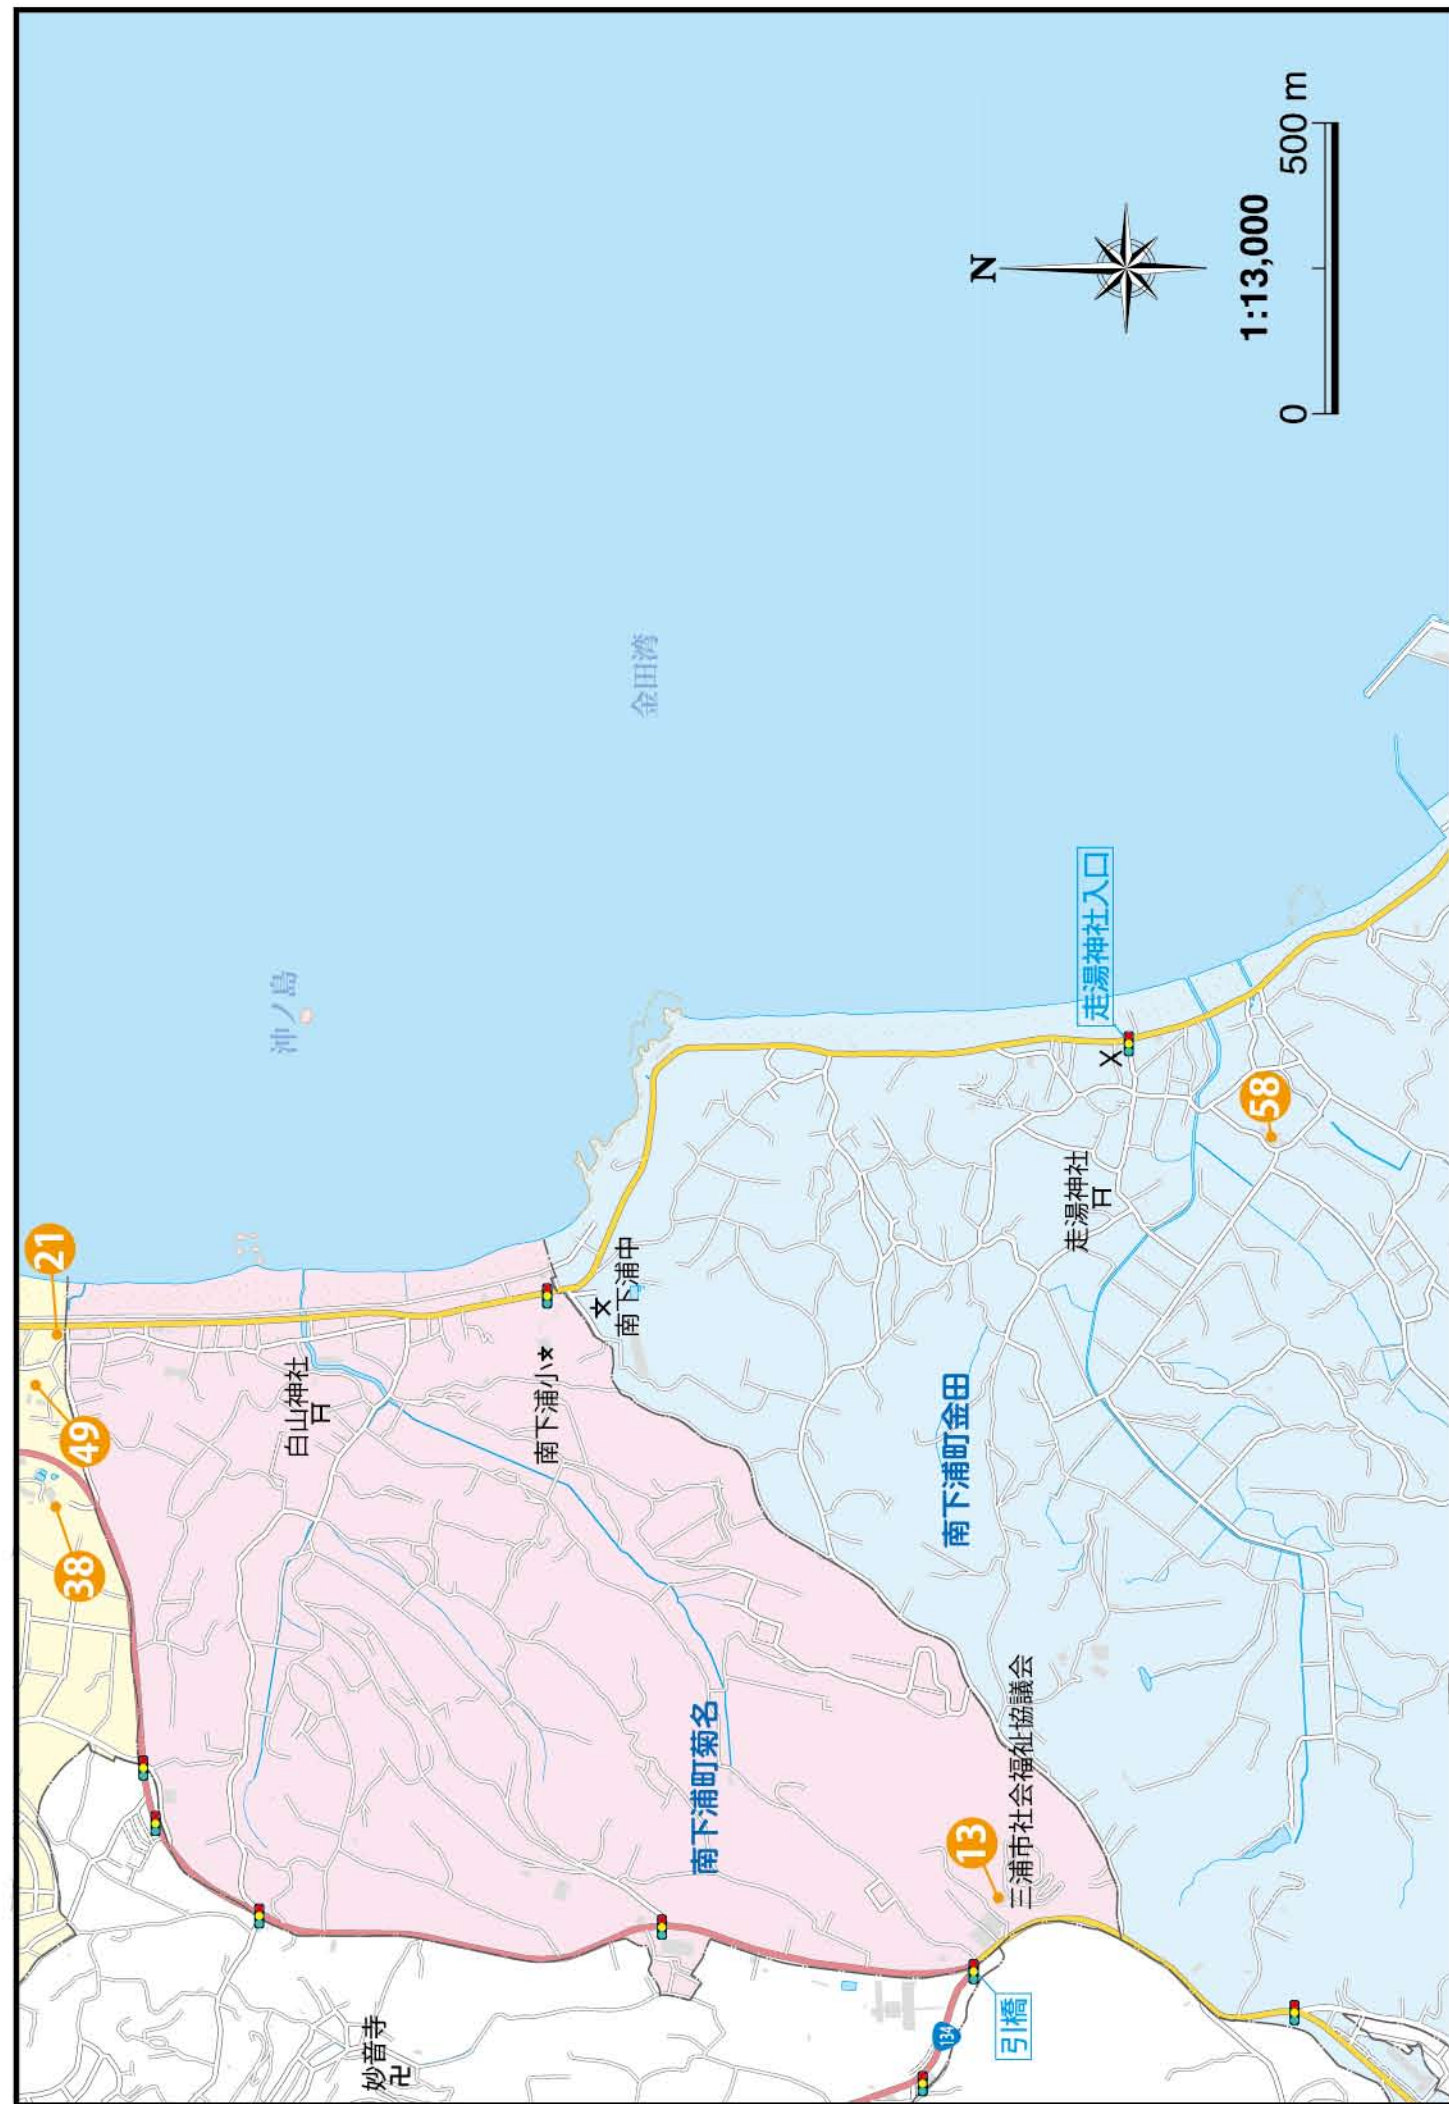 21
49
38
沖ノ島
白山神社
妙音寺
南下浦小
南下浦中
金田湾
南下浦町菊名
13
三浦市社会福祉協議会
134
引橋
南下浦町金田
走湯神社
走湯神社入口
58
N
1:13,000
0 500 m